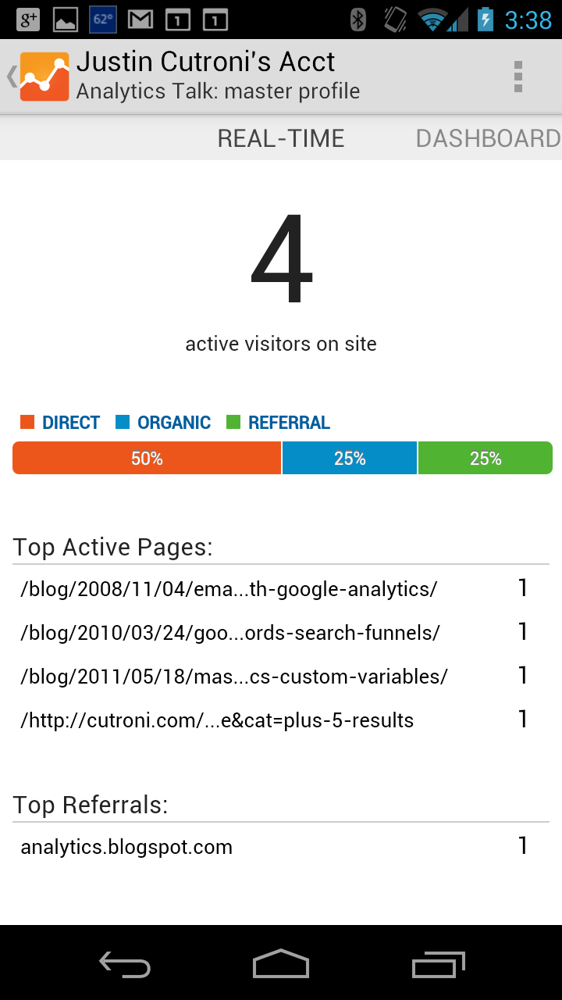 g+ 62° 1 1 3:38
Justin Cutroni's Acct
Analytics Talk: master profile
REAL-TIME DASHBOARD
4
active visitors on site
DIRECT ORGANIC REFERRAL
50% 25% 25%
Top Active Pages:
/blog/2008/11/04/ema...th-google-analytics/ 1
/blog/2010/03/24/goo...ords-search-funnels/ 1
/blog/2011/05/18/mas...cs-custom-variables/ 1
/http://cutroni.com/...e&cat=plus-5-results 1
Top Referrals:
analytics.blogspot.com 1